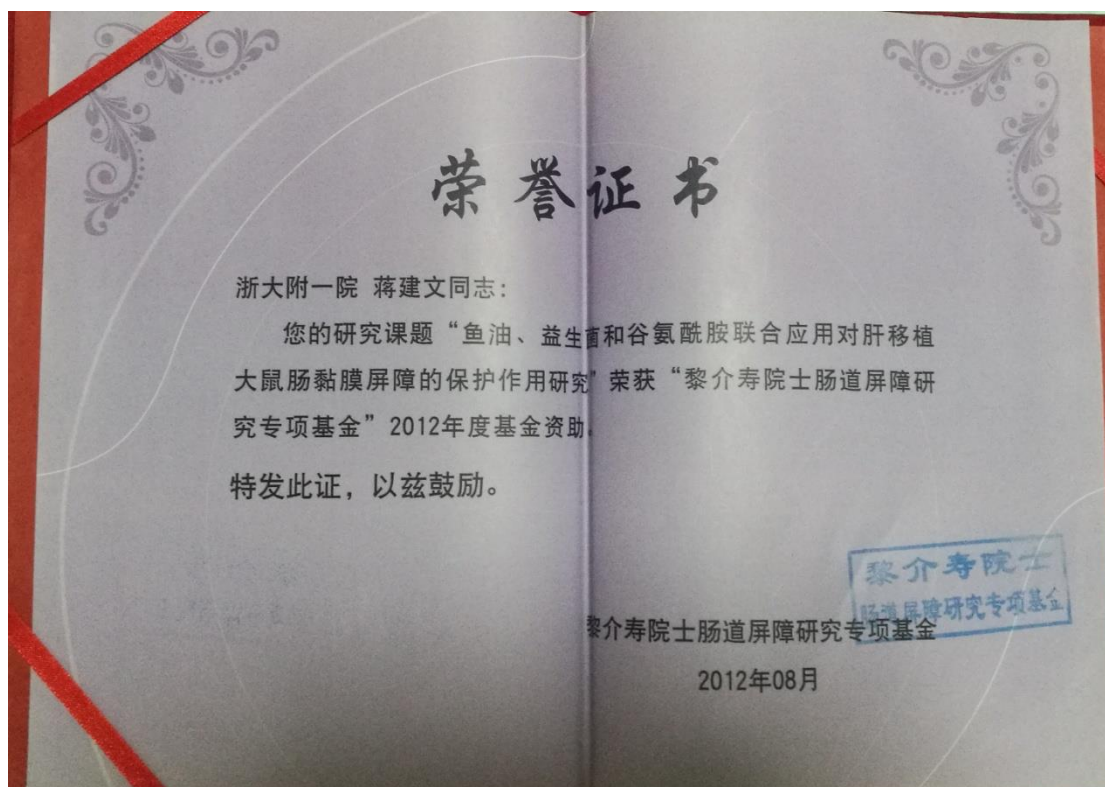 荣誉证书
浙大附一院 蒋建文同志：
您的研究课题“鱼油、益生菌和谷氨酰胺联合应用对肝移植
大鼠肠黏膜屏障的保护作用研究”荣获“黎介寿院士肠道屏障研
究专项基金”2012年度基金资助。
特发此证，以兹鼓励。
黎介寿院士
肠道屏障研究专项基金
黎介寿院士肠道屏障研究专项基金
2012年08月